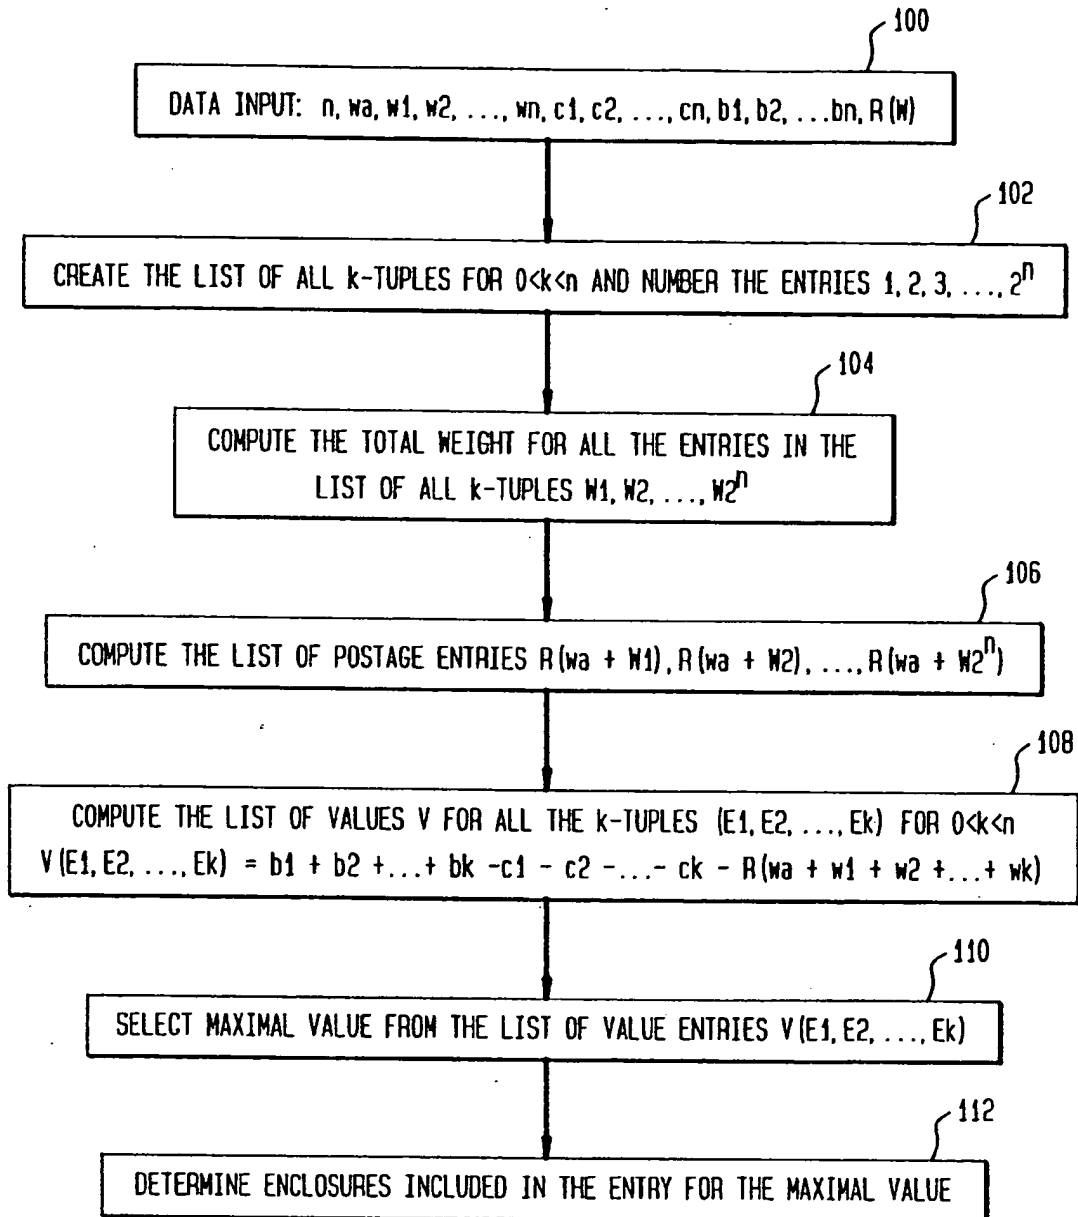 100
DATA INPUT: n, wa, w1, w2, ..., wn, c1, c2, ..., cn, b1, b2, ...bn, R(W)
102
CREATE THE LIST OF ALL k-TUPLES FOR 0<k<n AND NUMBER THE ENTRIES 1, 2, 3, ..., 2^n
104
COMPUTE THE TOTAL WEIGHT FOR ALL THE ENTRIES IN THE
LIST OF ALL k-TUPLES W1, W2, ..., W2^n
106
COMPUTE THE LIST OF POSTAGE ENTRIES R(wa + W1), R(wa + W2), ..., R(wa + W2^n)
108
COMPUTE THE LIST OF VALUES V FOR ALL THE k-TUPLES (E1, E2, ..., Ek) FOR 0<k<n
V(E1, E2, ..., Ek) = b1 + b2 +...+ bk -c1 - c2 -...- ck - R(wa + w1 + w2 +...+ wk)
110
SELECT MAXIMAL VALUE FROM THE LIST OF VALUE ENTRIES V(E1, E2, ..., Ek)
112
DETERMINE ENCLOSURES INCLUDED IN THE ENTRY FOR THE MAXIMAL VALUE